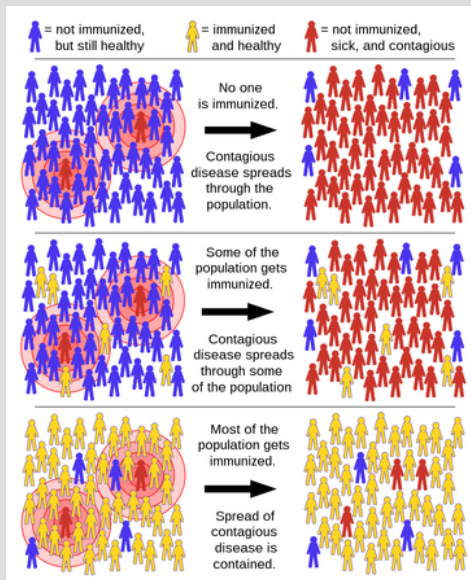 = not immunized,
but still healthy
= immunized
and healthy
= not immunized,
sick, and contagious
No one
is immunized.
Contagious
disease spreads
through the
population.
Some of the
population gets
immunized.
Contagious
disease spreads
through some
of the population
Most of the
population gets
immunized.
Spread of
contagious
disease is
contained.